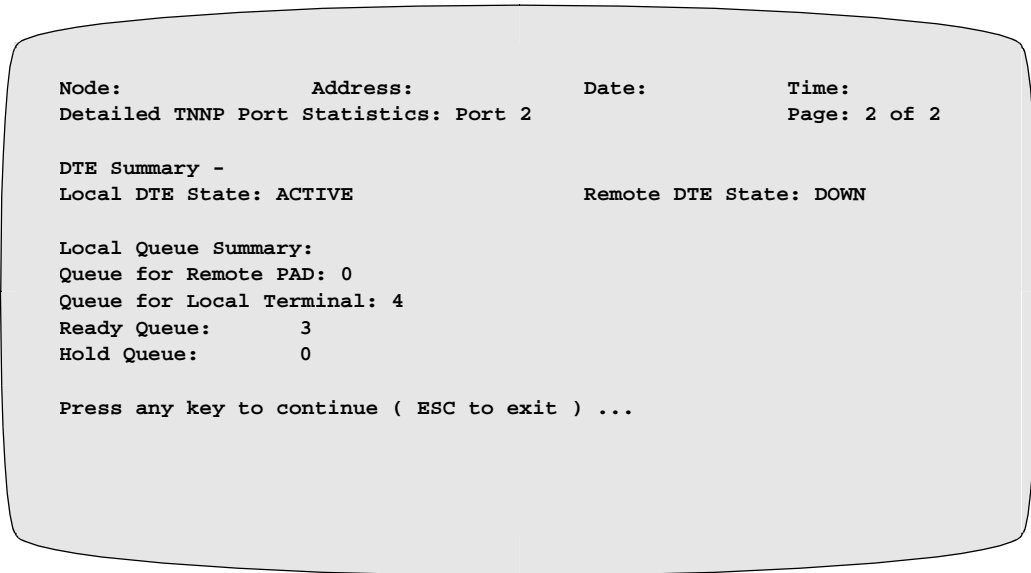 Node: Address: Date: Time:
Detailed TNNP Port Statistics: Port 2 Page: 2 of 2
DTE Summary -
Local DTE State: ACTIVE Remote DTE State: DOWN
Local Queue Summary:
Queue for Remote PAD: 0
Queue for Local Terminal: 4
Ready Queue: 3
Hold Queue: 0
Press any key to continue ( ESC to exit ) ...